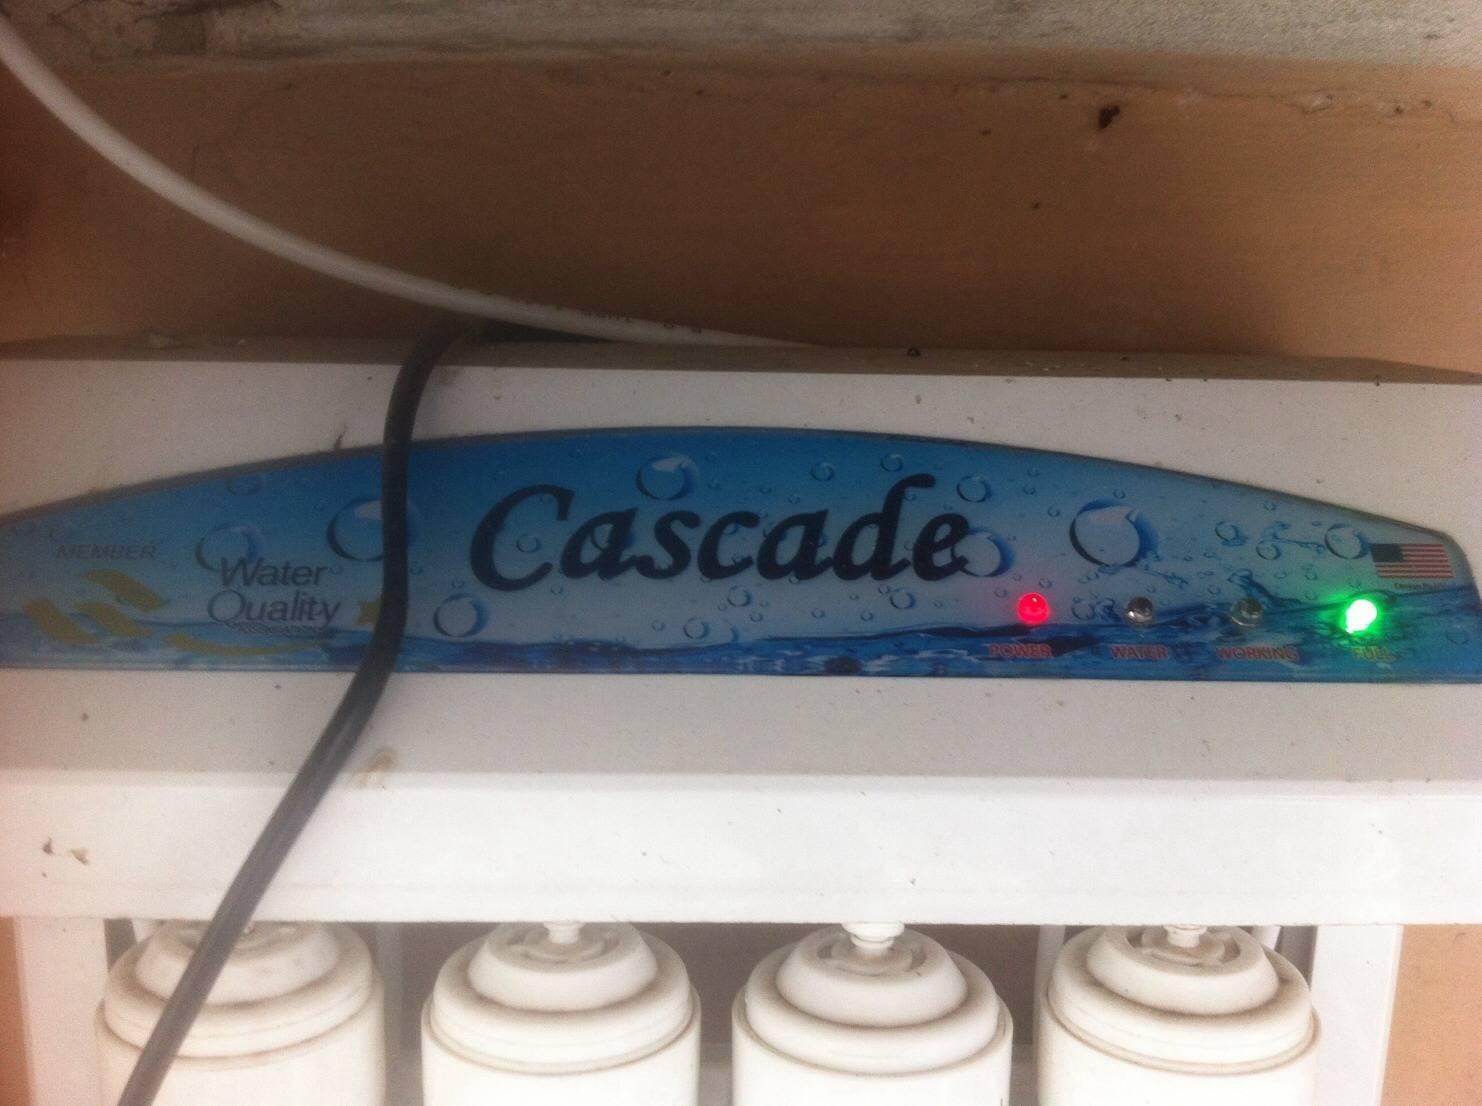 Cascade
MEMBER
Water
Quality
POWER WATER WORKING FULL